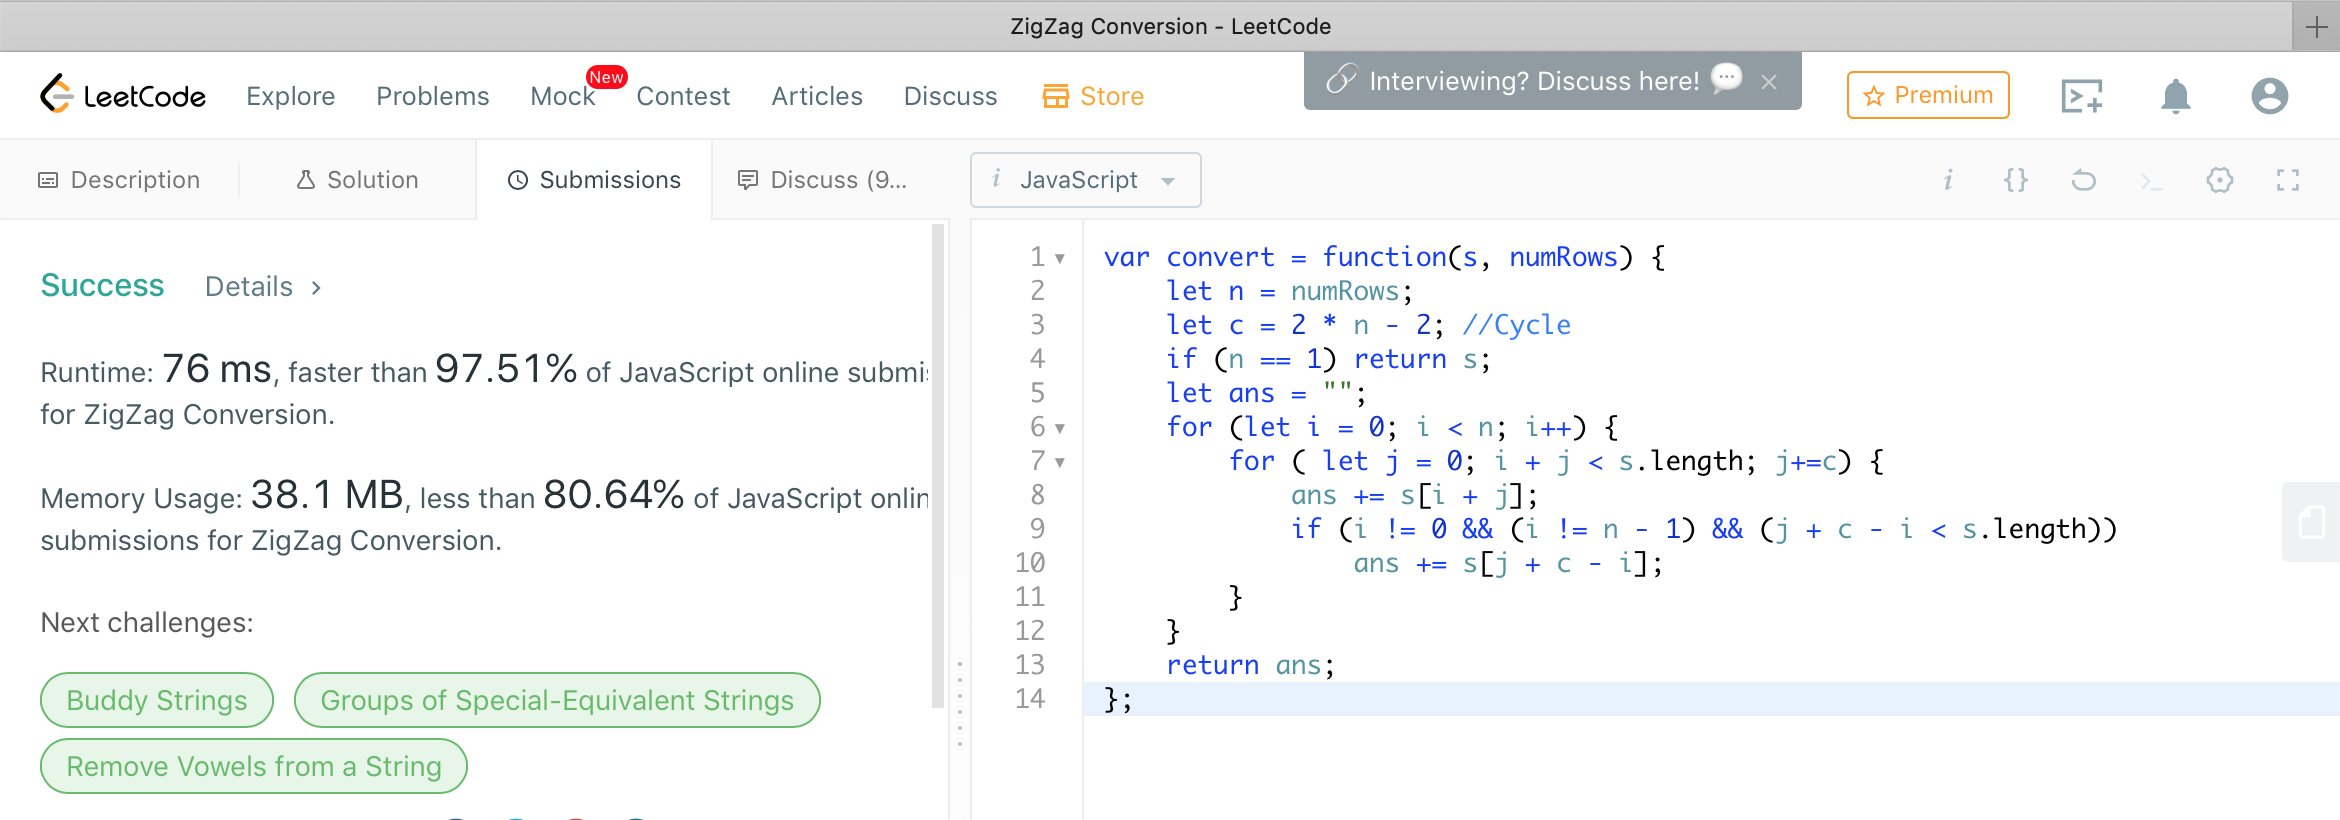 ZigZag Conversion - LeetCode
LeetCode Explore Problems Mock New Contest Articles Discuss Store Interviewing? Discuss here! Premium
Description Solution Submissions Discuss (9... i JavaScript
Success Details
Runtime: 76 ms, faster than 97.51% of JavaScript online submis
for ZigZag Conversion.
Memory Usage: 38.1 MB, less than 80.64% of JavaScript onlin
submissions for ZigZag Conversion.
Next challenges:
Buddy Strings Groups of Special-Equivalent Strings
Remove Vowels from a String
1 var convert = function(s, numRows) {
2 let n = numRows;
3 let c = 2 * n - 2; //Cycle
4 if (n == 1) return s;
5 let ans = "";
6 for (let i = 0; i < n; i++) {
7 for ( let j = 0; i + j < s.length; j+=c) {
8 ans += s[i + j];
9 if (i != 0 && (i != n - 1) && (j + c - i < s.length))
10 ans += s[j + c - i];
11 }
12 }
13 return ans;
14 };